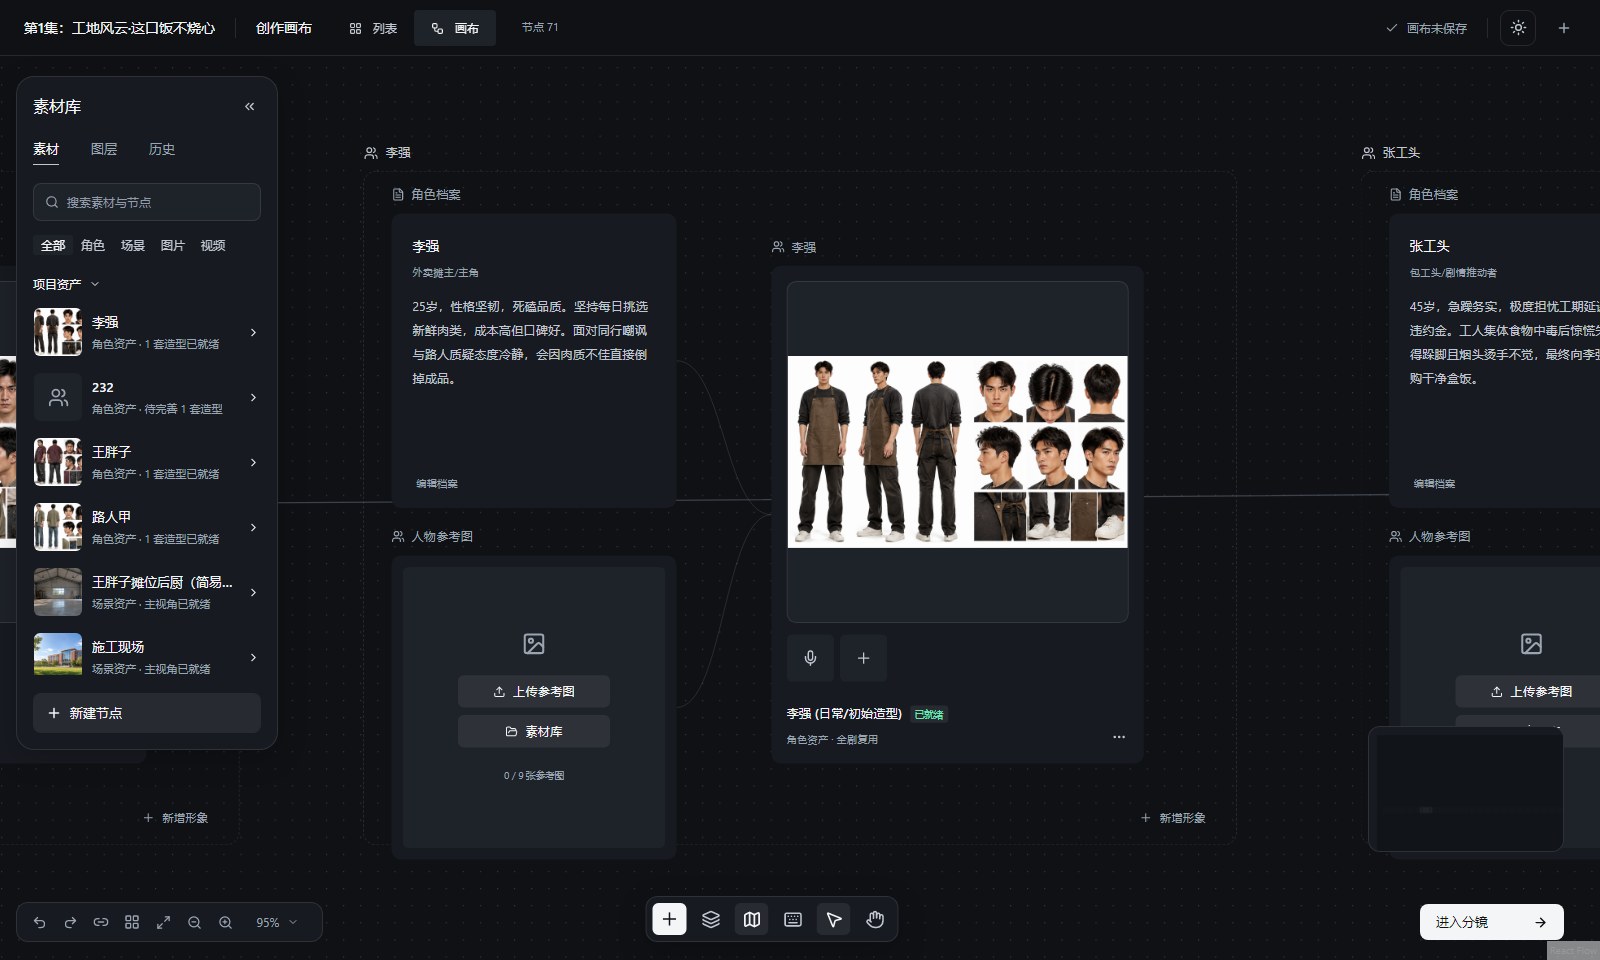 第1集：工地风云·这口饭不烧心
创作画布
列表
画布
节点 71
画布未保存
素材库
素材
图层
历史
搜索素材与节点
全部
角色
场景
图片
视频
项目资产
李强
角色资产 · 1 套造型已就绪
232
角色资产 · 待完善 1 套造型
王胖子
角色资产 · 1 套造型已就绪
路人甲
角色资产 · 1 套造型已就绪
王胖子摊位后厨（简易...
场景资产 · 主视角已就绪
施工现场
场景资产 · 主视角已就绪
新建节点
新增形象
李强
角色档案
李强
外卖摊主/主角
25岁，性格坚韧，死磕品质。坚持每日挑选
新鲜肉类，成本高但口碑好。面对同行嘲讽
与路人质疑态度冷静，会因肉质不佳直接倒
掉成品。
编辑档案
人物参考图
上传参考图
素材库
0 / 9 张参考图
李强
李强 (日常/初始造型)
已就绪
角色资产 · 全剧复用
新增形象
张工头
角色档案
张工头
包工头/剧情推动者
45岁，急躁务实，极度担忧工期延
违约金。工人集体食物中毒后惊慌
得跺脚且烟头烫手不觉，最终向李
购干净盒饭。
编辑档案
人物参考图
上传参考图
95%
进入分镜
React Flow